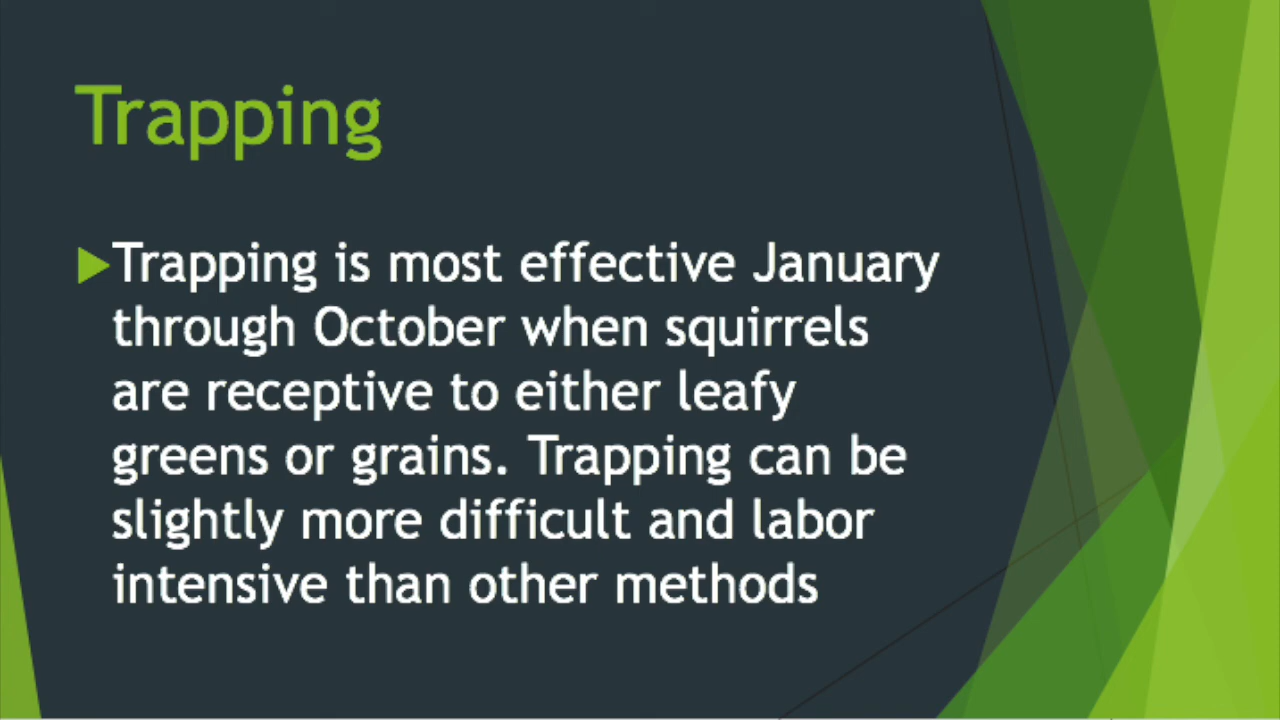 Trapping
Trapping is most effective January
through October when squirrels
are receptive to either leafy
greens or grains. Trapping can be
slightly more difficult and labor
intensive than other methods